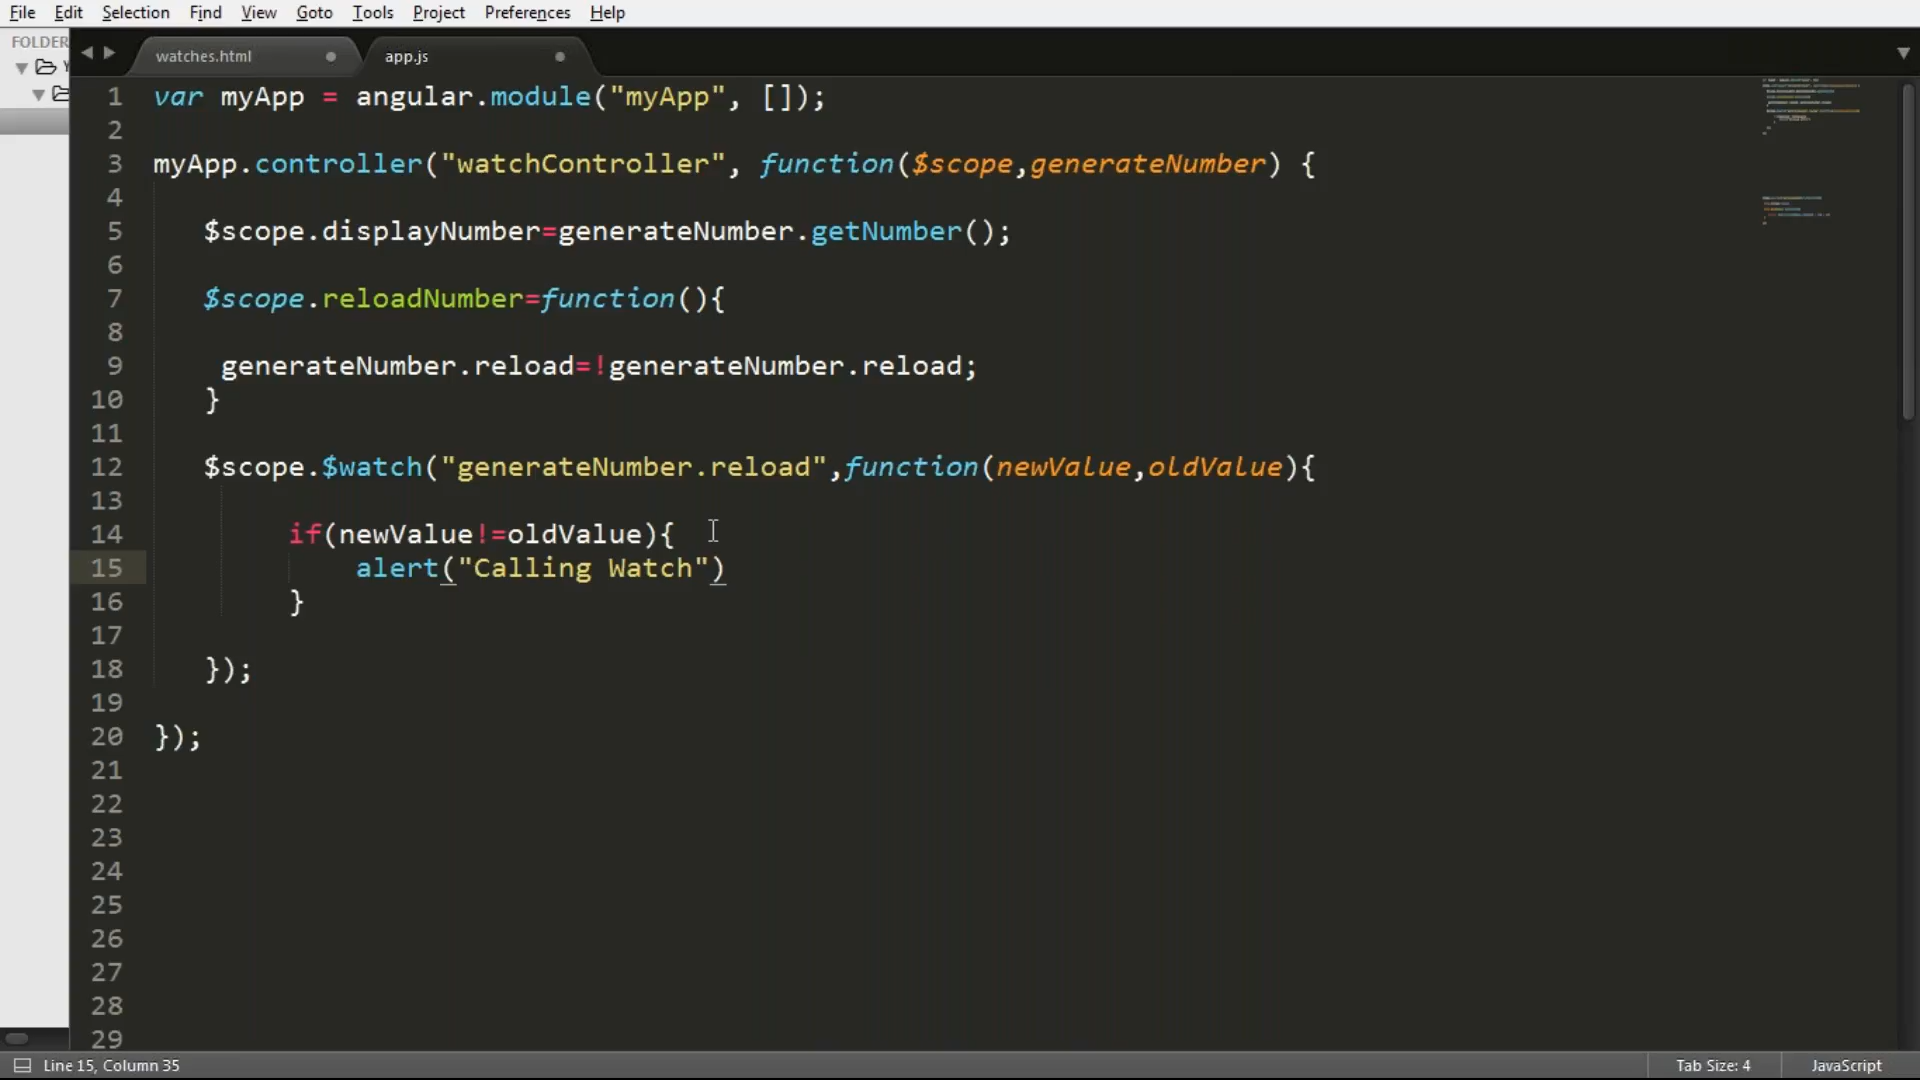 File Edit Selection Find View Goto Tools Project Preferences Help
FOLDER
watches.html app.js
1 var myApp = angular.module("myApp", []);
2
3 myApp.controller("watchController", function($scope,generateNumber) {
4
5 $scope.displayNumber=generateNumber.getNumber();
6
7 $scope.reloadNumber=function(){
8
9 generateNumber.reload=!generateNumber.reload;
10 }
11
12 $scope.$watch("generateNumber.reload",function(newValue,oldValue){
13
14 if(newValue!=oldValue){
15 alert("Calling Watch")
16 }
17
18 });
19
20 });
21
22
23
24
25
26
27
28
29
Line 15, Column 35 Tab Size: 4 JavaScript